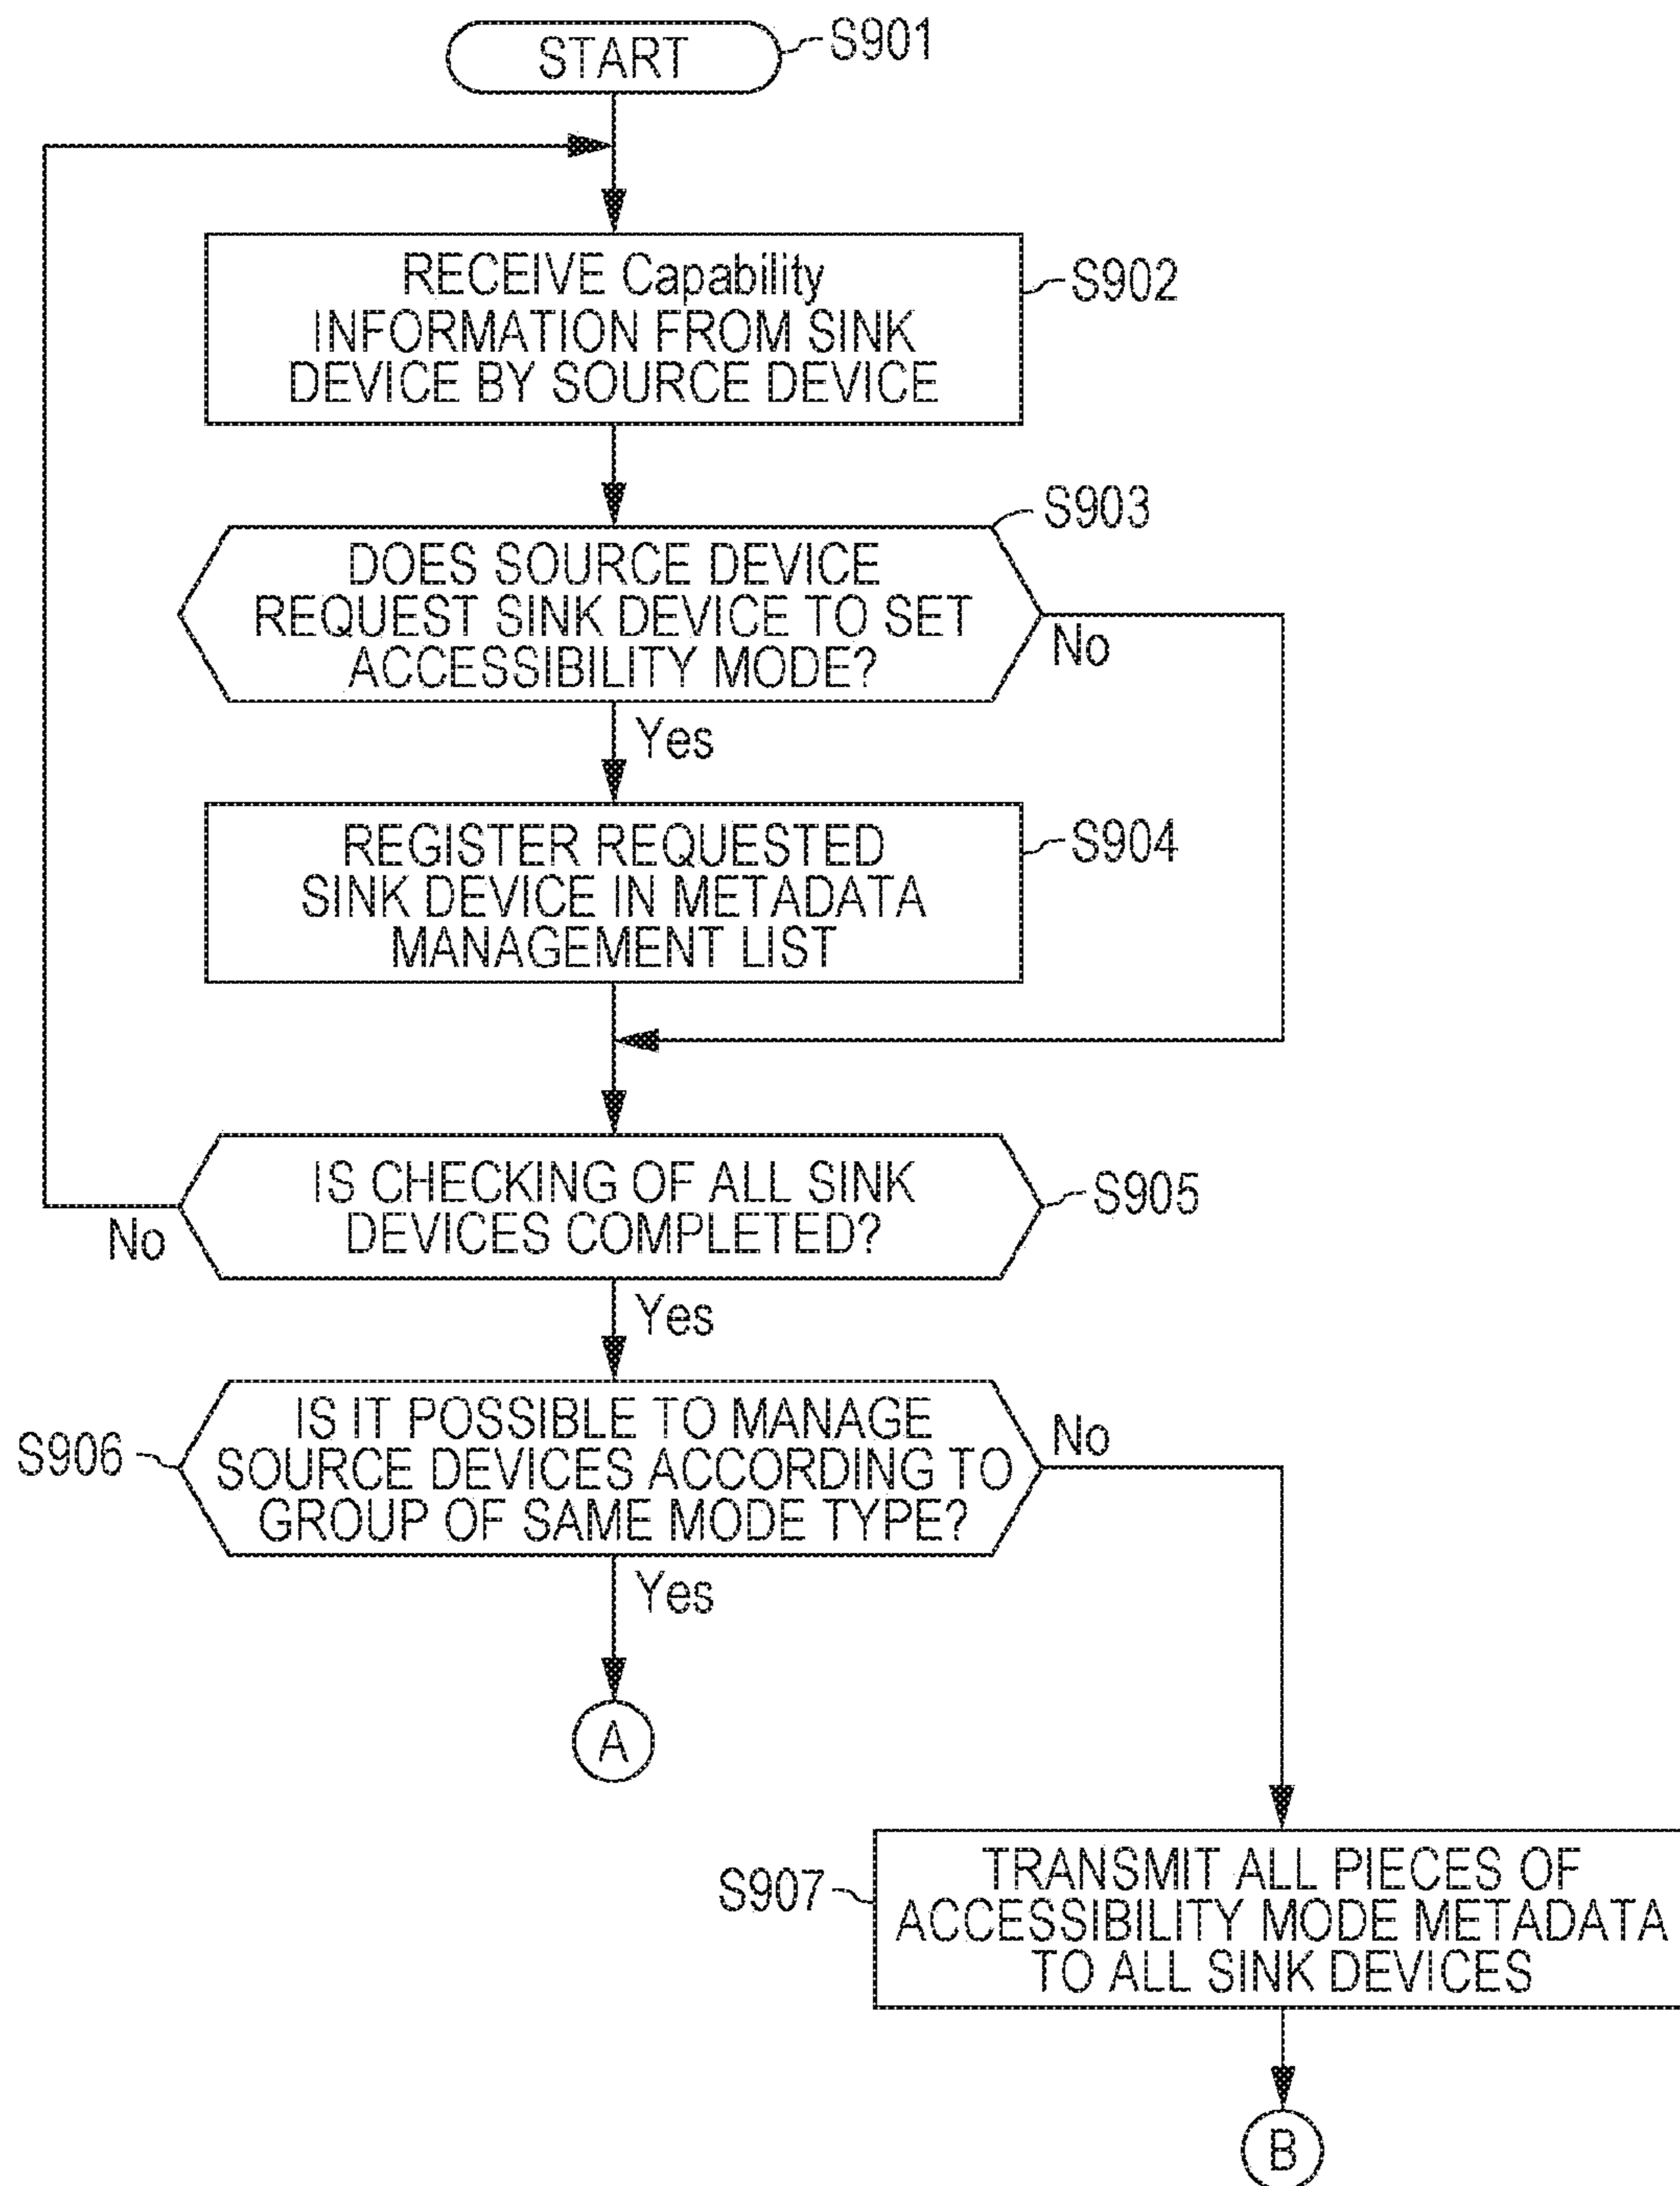 START
S901
RECEIVE Capability
INFORMATION FROM SINK
DEVICE BY SOURCE DEVICE
S902
S903
DOES SOURCE DEVICE
REQUEST SINK DEVICE TO SET
ACCESSIBILITY MODE?
No
Yes
REGISTER REQUESTED
SINK DEVICE IN METADATA
MANAGEMENT LIST
S904
IS CHECKING OF ALL SINK
DEVICES COMPLETED?
S905
No
Yes
S906
IS IT POSSIBLE TO MANAGE
SOURCE DEVICES ACCORDING TO
GROUP OF SAME MODE TYPE?
No
Yes
A
S907
TRANSMIT ALL PIECES OF
ACCESSIBILITY MODE METADATA
TO ALL SINK DEVICES
B